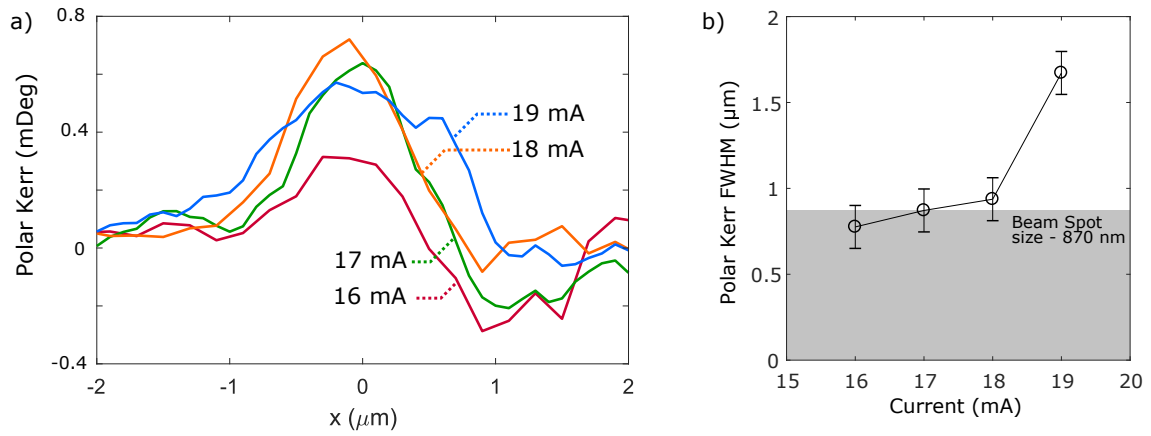 a)
Polar Kerr (mDeg)
0.8
0.4
0
-0.4
-2
-1
0
1
2
x (μm)
19 mA
18 mA
17 mA
16 mA
b)
Polar Kerr FWHM (μm)
2
1.5
1
0.5
0
15
16
17
18
19
20
Current (mA)
Beam Spot
size - 870 nm